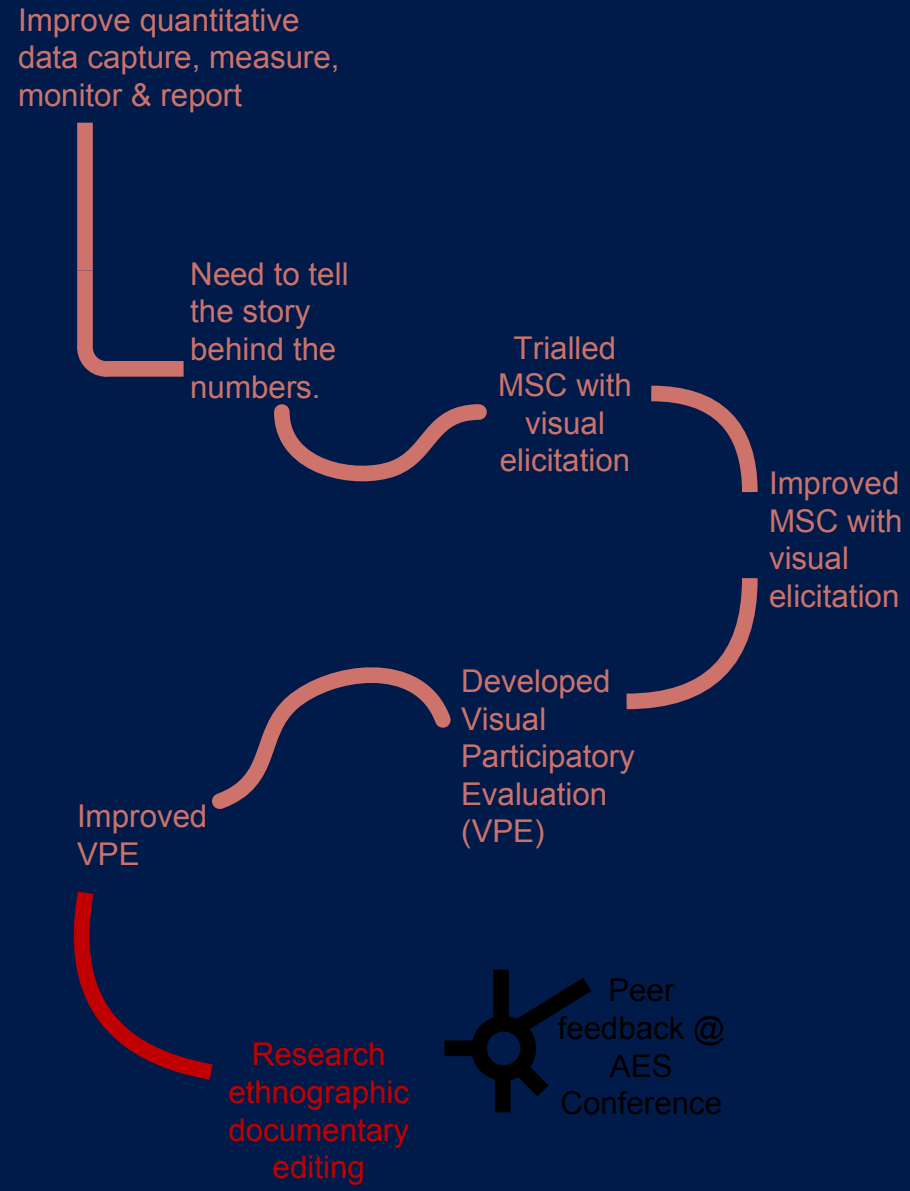 Improve quantitative
data capture, measure,
monitor & report
Need to tell
the story
behind the
numbers.
Trialled
MSC with
visual
elicitation
Improved
MSC with
visual
elicitation
Developed
Visual
Participatory
Evaluation
(VPE)
Improved
VPE
Research
ethnographic
documentary
editing
Peer
feedback @
AES
Conference